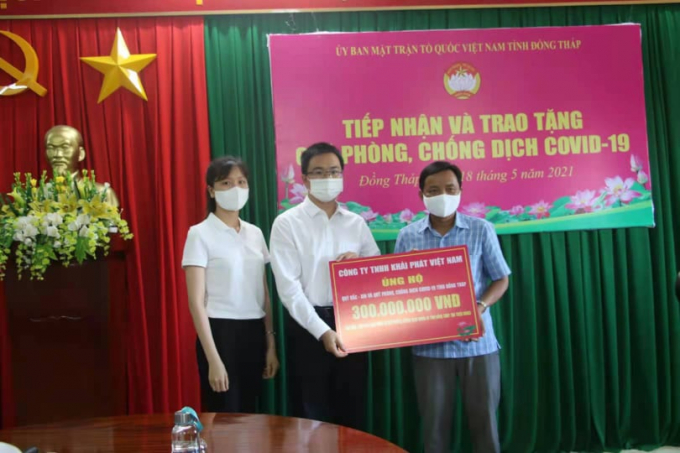 ỦY BAN MẶT TRẬN TỔ QUỐC VIỆT NAM TỈNH ĐỒNG THÁP
TIẾP NHẬN VÀ TRAO TẶNG
PHÒNG, CHỐNG DỊCH COVID-19
Đồng Tháp 18 tháng 5 năm 2021
CÔNG TY TNHH KHẢI PHÁT VIỆT NAM
ỦNG HỘ
300.000.000 VNĐ